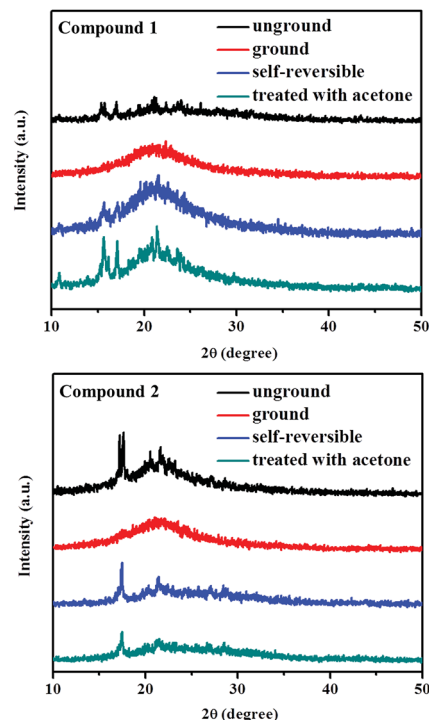 Compound 1
unground
ground
self-reversible
treated with acetone
Intensity (a.u.)
10 20 30 40 50
2θ (degree)
Compound 2
unground
ground
self-reversible
treated with acetone
Intensity (a.u.)
10 20 30 40 50
2θ (degree)